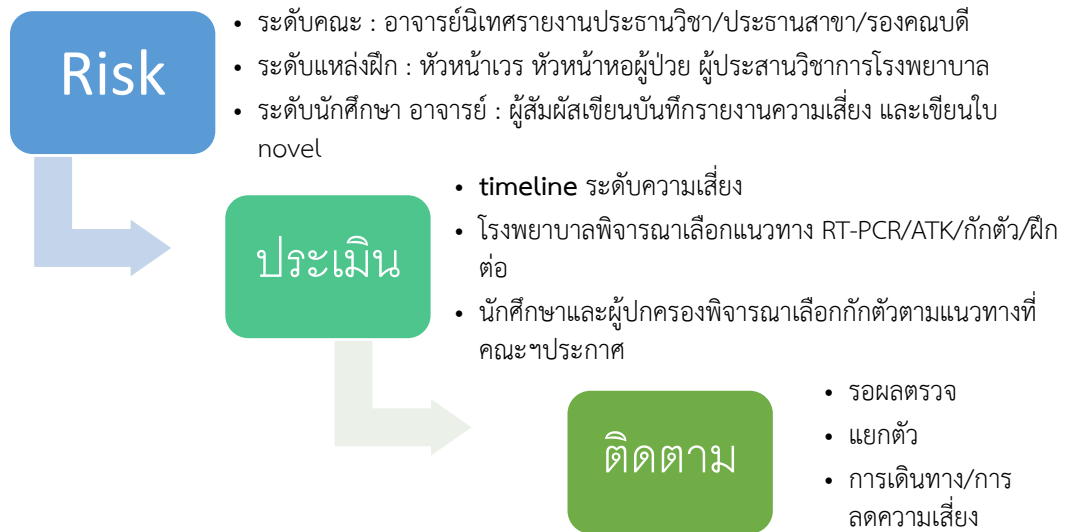 Risk
• ระดับคณะ : อาจารย์นิเทศรายงานประธานวิชา/ประธานสาขา/รองคณบดี
• ระดับแหล่งฝึก : หัวหน้าเวร หัวหน้าหอผู้ป่วย ผู้ประสานวิชาการโรงพยาบาล
• ระดับนักศึกษา อาจารย์ : ผู้สัมผัสเขียนบันทึกรายงานความเสี่ยง และเขียนใบ
novel
ประเมิน
• timeline ระดับความเสี่ยง
• โรงพยาบาลพิจารณาเลือกแนวทาง RT-PCR/ATK/กักตัว/ฝึก
ต่อ
• นักศึกษาและผู้ปกครองพิจารณาเลือกกักตัวตามแนวทางที่
คณะฯประกาศ
ติดตาม
• รอผลตรวจ
• แยกตัว
• การเดินทาง/การ
ลดความเสี่ยง